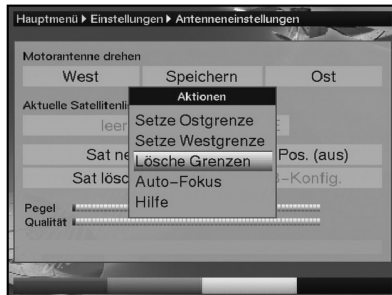 Hauptmenü ▶ Einstellungen ▶ Antenneneinstellungen
Motorantenne drehen
West Speichern Ost
Aktionen
Aktuelle Satellitenli
leer E
Setze Ostgrenze
Setze Westgrenze
Sat ne Lösche Grenzen Pos. (aus)
Sat lösc Auto-Fokus -Konfig.
Hilfe
Pegel
Qualität